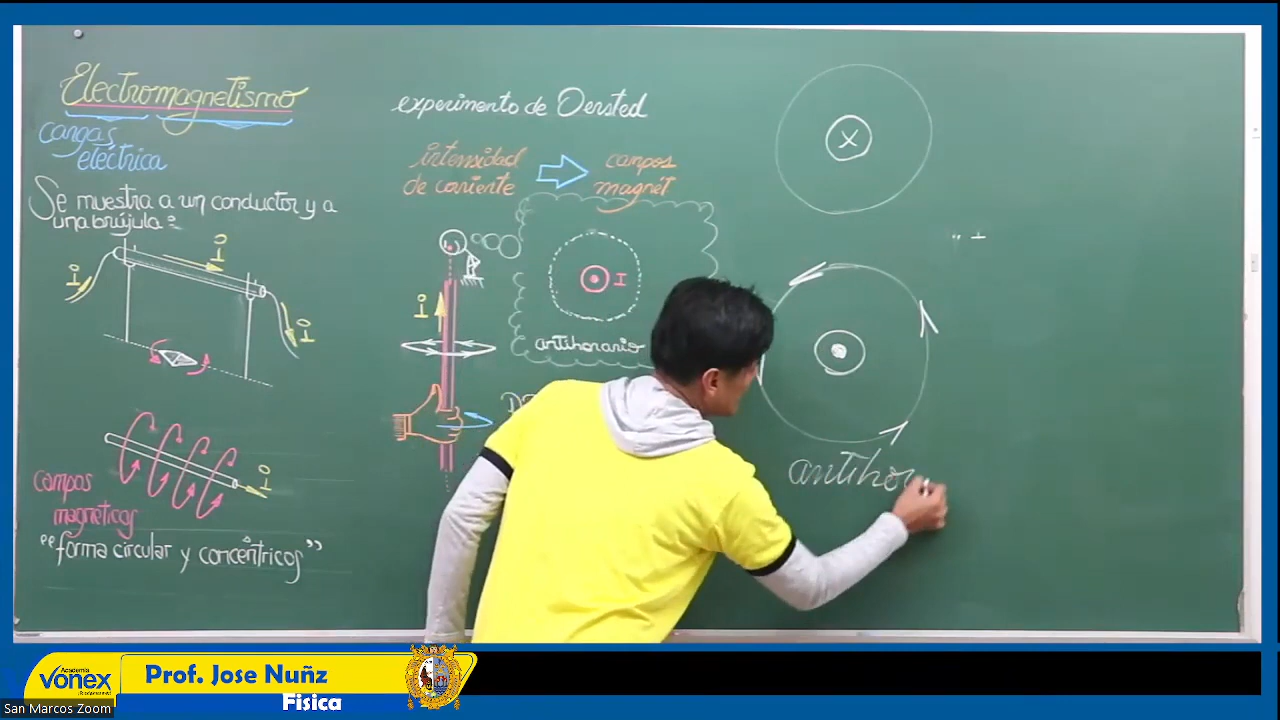 Electromagnetismo
cargas
eléctrica
Se muestra a un conductor y a
una brújula:
i
i
i
i
campos
magnéticos
"forma circular y concéntricos"
experimento de Oersted
intensidad
de corriente
campos
magnét
i
I
antihorario
X
antihor
Academia
VONEX
Prof. Jose Nuñz
Física
San Marcos Zoom